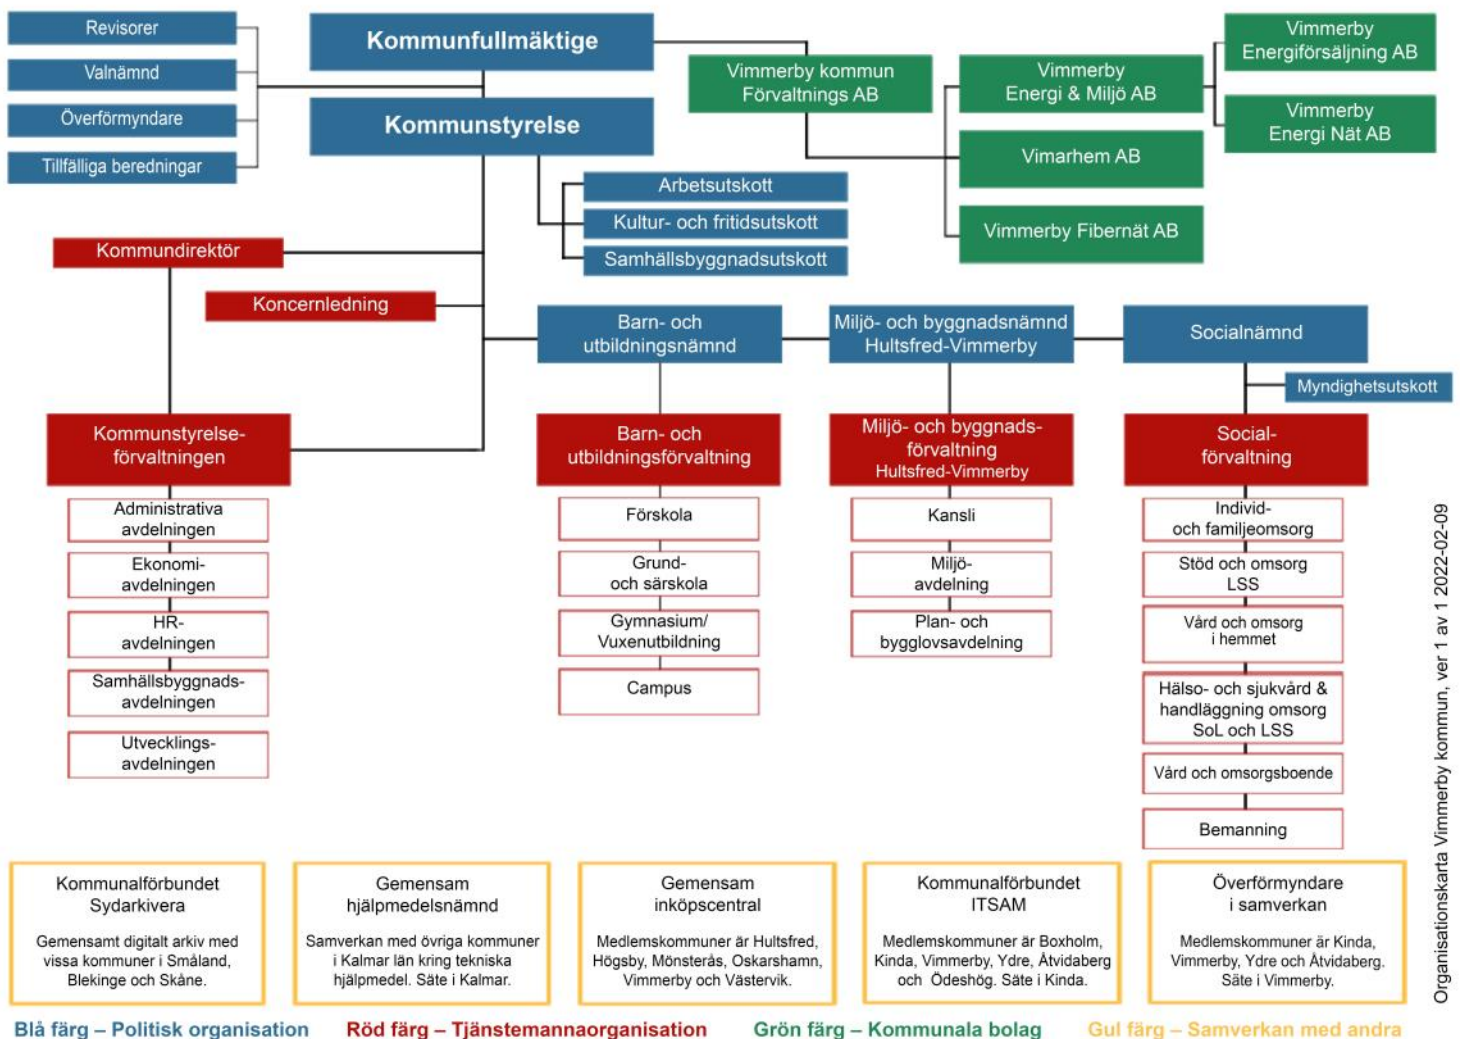 Revisorer
Valnämnd
Överförmyndare
Tillfälliga beredningar
Kommunfullmäktige
Kommunstyrelse
Vimmerby kommun
Förvaltnings AB
Vimmerby
Energi & Miljö AB
Vimarhem AB
Vimmerby Fibernät AB
Vimmerby
Energiförsäljning AB
Vimmerby
Energi Nät AB
Arbetsutskott
Kultur- och fritidsutskott
Samhällsbyggnadsutskott
Kommundirektör
Koncernledning
Barn- och
utbildningsnämnd
Miljö- och byggnadsnämnd
Hultsfred-Vimmerby
Socialnämnd
Myndighetsutskott
Kommunstyrelse-
förvaltningen
Administrativa
avdelningen
Ekonomi-
avdelningen
HR-
avdelningen
Samhällsbyggnads-
avdelningen
Utvecklings-
avdelningen
Barn- och
utbildningsförvaltning
Förskola
Grund-
och särskola
Gymnasium/
Vuxenutbildning
Campus
Miljö- och byggnads-
förvaltning
Hultsfred-Vimmerby
Kansli
Miljö-
avdelning
Plan- och
bygglovsavdelning
Social-
förvaltning
Individ-
och familjeomsorg
Stöd och omsorg
LSS
Vård och omsorg
i hemmet
Hälso- och sjukvård &
handläggning omsorg
SoL och LSS
Vård och omsorgsboende
Bemanning
Organisationskarta Vimmerby kommun, ver 1 av 1 2022-02-09
Kommunalförbundet
Sydarkivera
Gemensamt digitalt arkiv med
vissa kommuner i Småland,
Blekinge och Skåne.
Gemensam
hjälpmedelsnämnd
Samverkan med övriga kommuner
i Kalmar län kring tekniska
hjälpmedel. Säte i Kalmar.
Gemensam
inköpscentral
Medlemskommuner är Hultsfred,
Högsby, Mönsterås, Oskarshamn,
Vimmerby och Västervik.
Kommunalförbundet
ITSAM
Medlemskommuner är Boxholm,
Kinda, Vimmerby, Ydre, Åtvidaberg
och Ödeshög. Säte i Kinda.
Överförmyndare
i samverkan
Medlemskommuner är Kinda,
Vimmerby, Ydre och Åtvidaberg.
Säte i Vimmerby.
Blå färg – Politisk organisation
Röd färg – Tjänstemannaorganisation
Grön färg – Kommunala bolag
Gul färg – Samverkan med andra